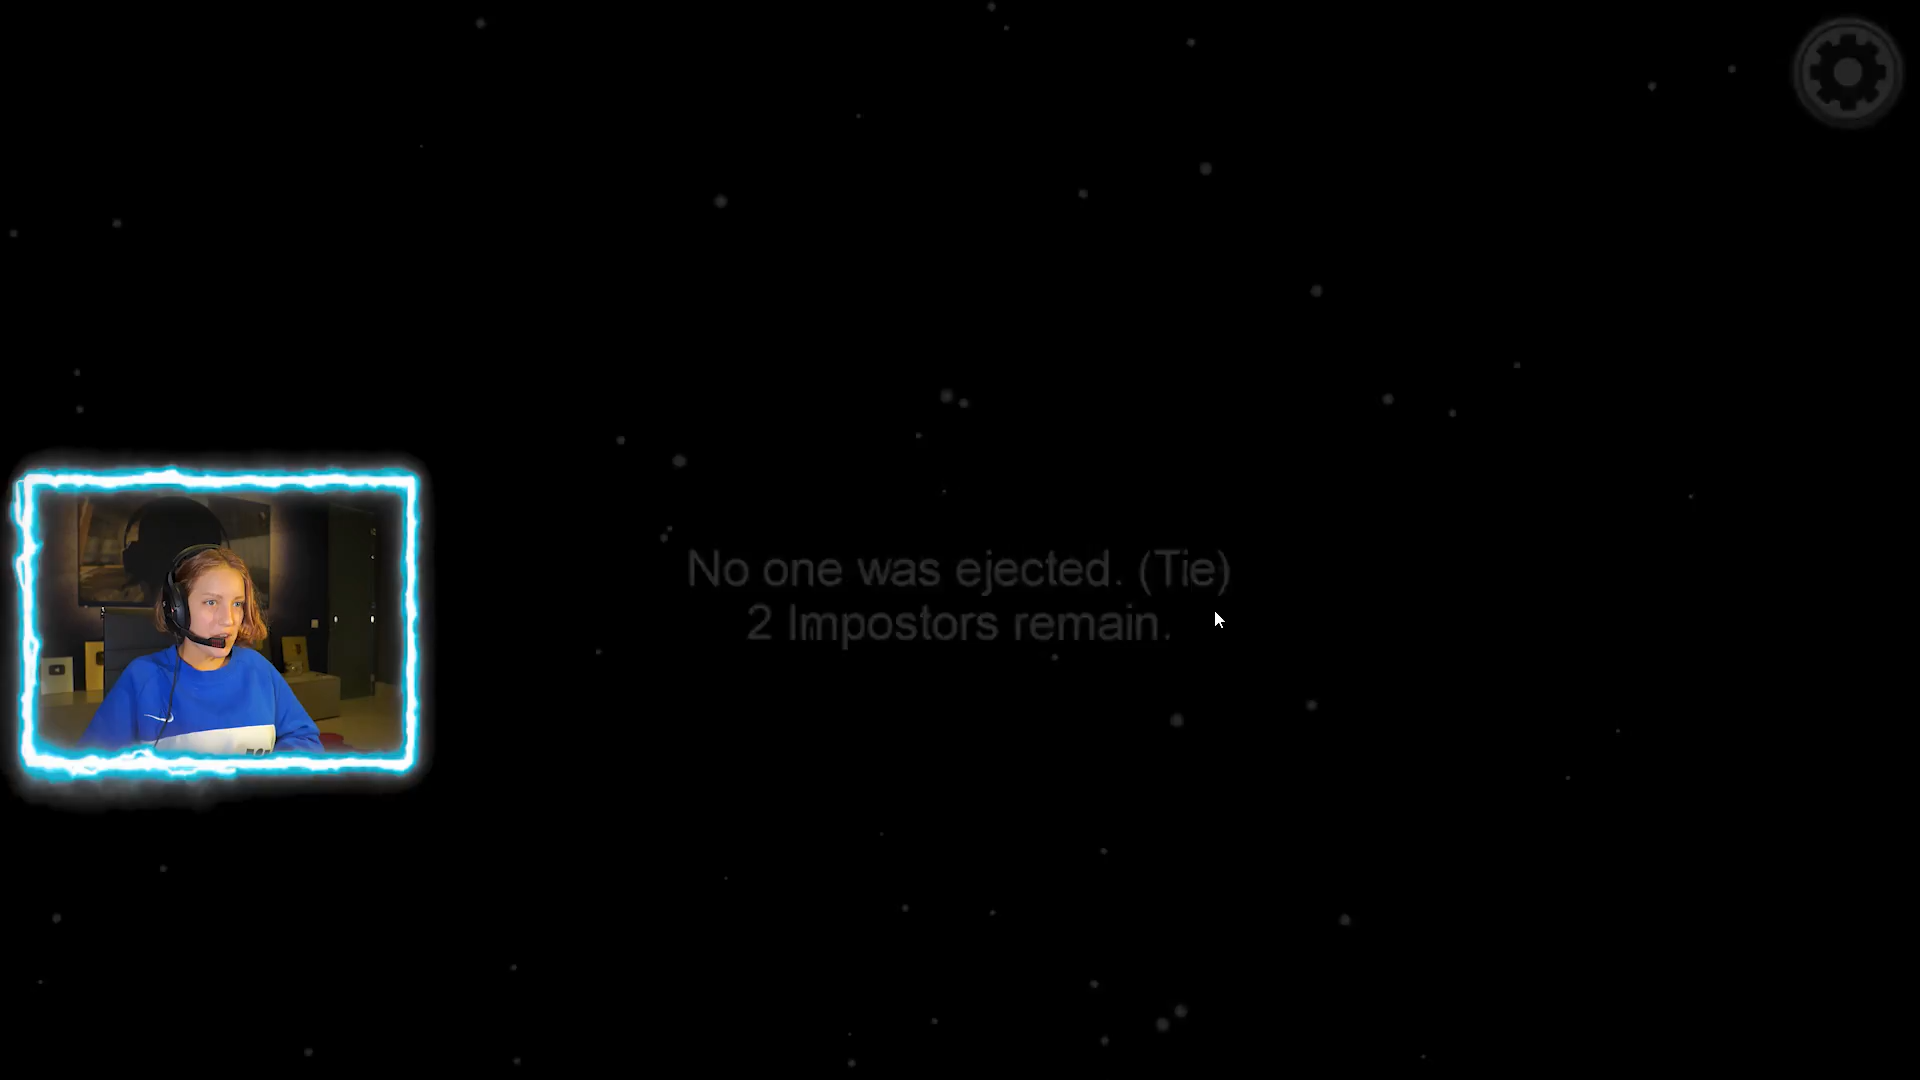 No one was ejected. (Tie)
2 Impostors remain.